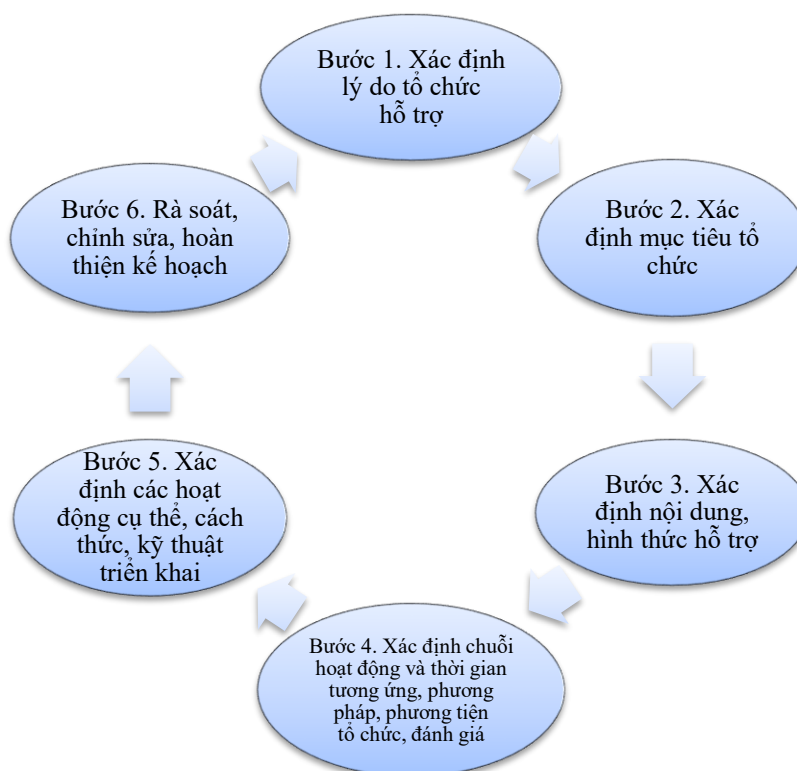 Bước 1. Xác định
lý do tổ chức
hỗ trợ
Bước 2. Xác
định mục tiêu tổ
chức
Bước 3. Xác
định nội dung,
hình thức hỗ trợ
Bước 4. Xác định chuỗi
hoạt động và thời gian
tương ứng, phương
pháp, phương tiện
tổ chức, đánh giá
Bước 5. Xác
định các hoạt
động cụ thể, cách
thức, kỹ thuật
triển khai
Bước 6. Rà soát,
chỉnh sửa, hoàn
thiện kế hoạch